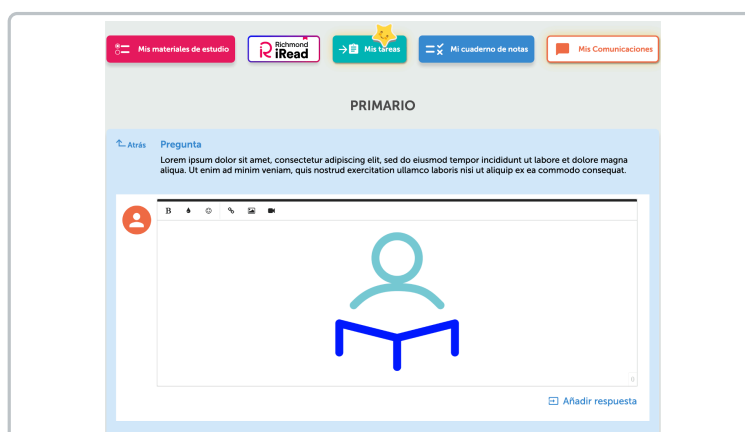 Mis materiales de estudio
Richmond
iRead
Mis tareas
Mi cuaderno de notas
Mis Comunicaciones
PRIMARIO
Atrás
Pregunta
Lorem ipsum dolor sit amet, consectetur adipiscing elit, sed do eiusmod tempor incididunt ut labore et dolore magna
aliqua. Ut enim ad minim veniam, quis nostrud exercitation ullamco laboris nisi ut aliquip ex ea commodo consequat.
B
0
Añadir respuesta